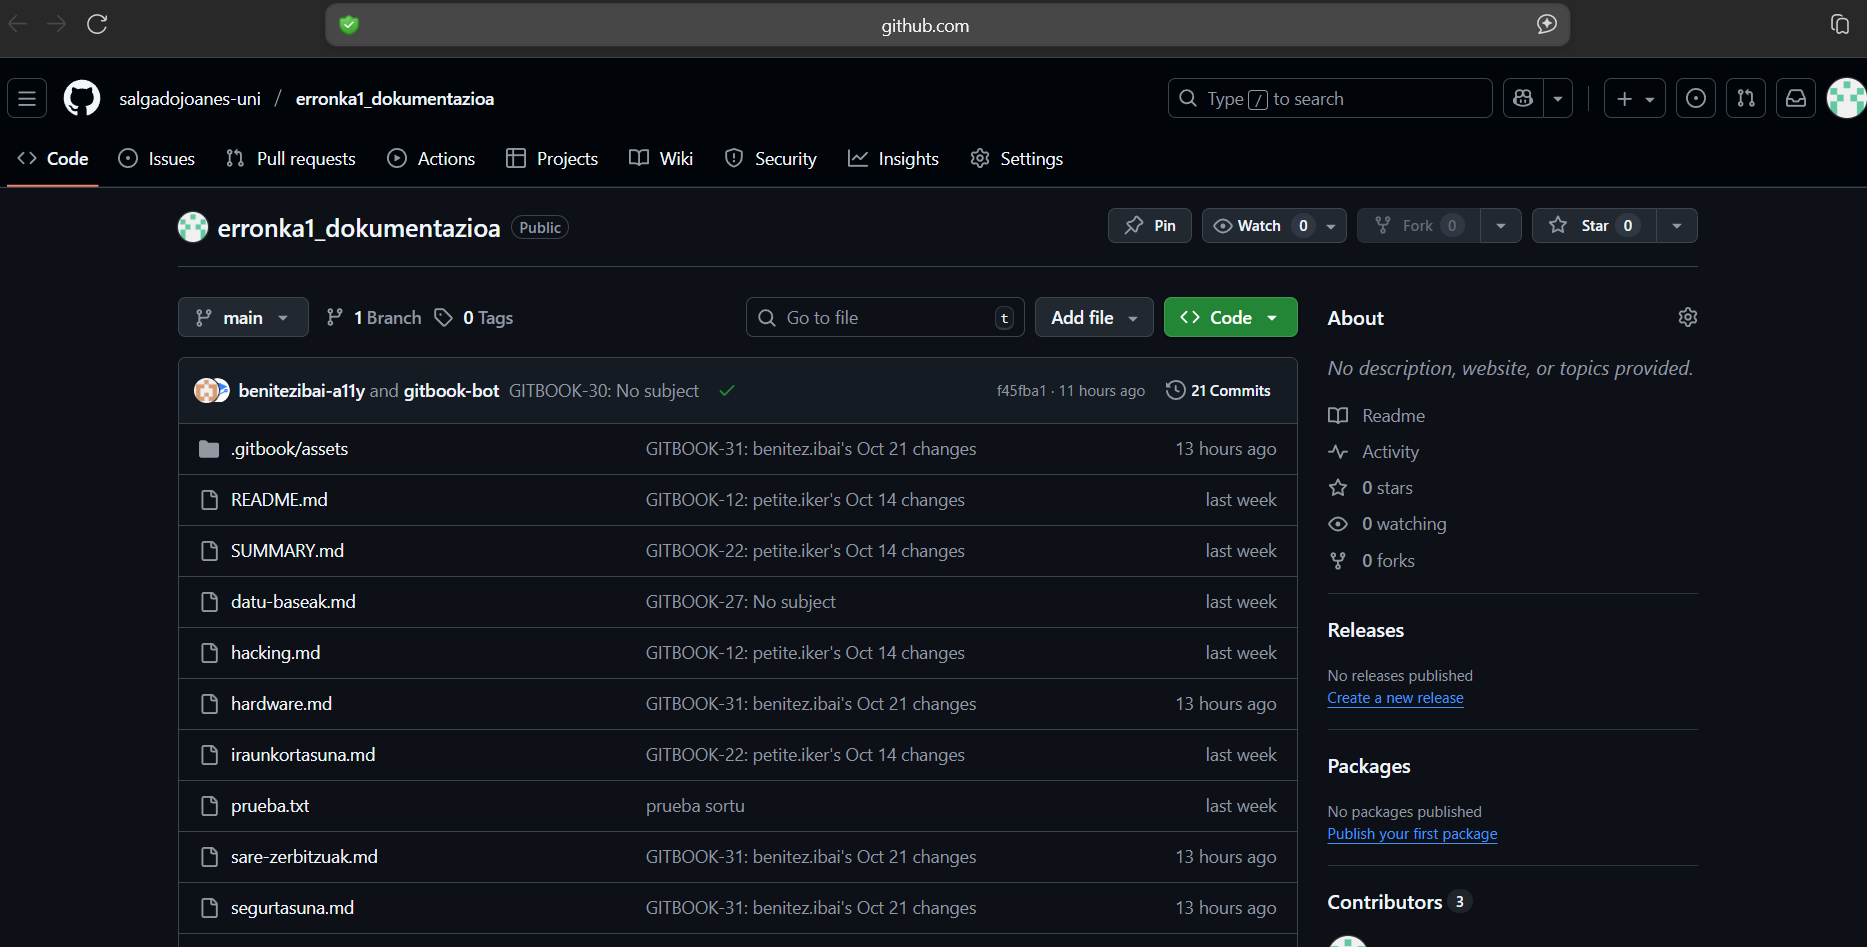 github.com
salgadojoanes-uni / erronka1_dokumentazioa
Type / to search
Code Issues Pull requests Actions Projects Wiki Security Insights Settings
erronka1_dokumentazioa Public
Pin Watch 0 Fork 0 Star 0
main 1 Branch 0 Tags
Go to file t Add file Code
benitezibai-a11y and gitbook-bot GITBOOK-30: No subject f45fba1 · 11 hours ago 21 Commits
.gitbook/assets GITBOOK-31: benitez.ibai's Oct 21 changes 13 hours ago
README.md GITBOOK-12: petite.iker's Oct 14 changes last week
SUMMARY.md GITBOOK-22: petite.iker's Oct 14 changes last week
datu-baseak.md GITBOOK-27: No subject last week
hacking.md GITBOOK-12: petite.iker's Oct 14 changes last week
hardware.md GITBOOK-31: benitez.ibai's Oct 21 changes 13 hours ago
iraunkortasuna.md GITBOOK-22: petite.iker's Oct 14 changes last week
prueba.txt prueba sortu last week
sare-zerbitzuak.md GITBOOK-31: benitez.ibai's Oct 21 changes 13 hours ago
segurtasuna.md GITBOOK-31: benitez.ibai's Oct 21 changes 13 hours ago
About
No description, website, or topics provided.
Readme
Activity
0 stars
0 watching
0 forks
Releases
No releases published
Create a new release
Packages
No packages published
Publish your first package
Contributors 3